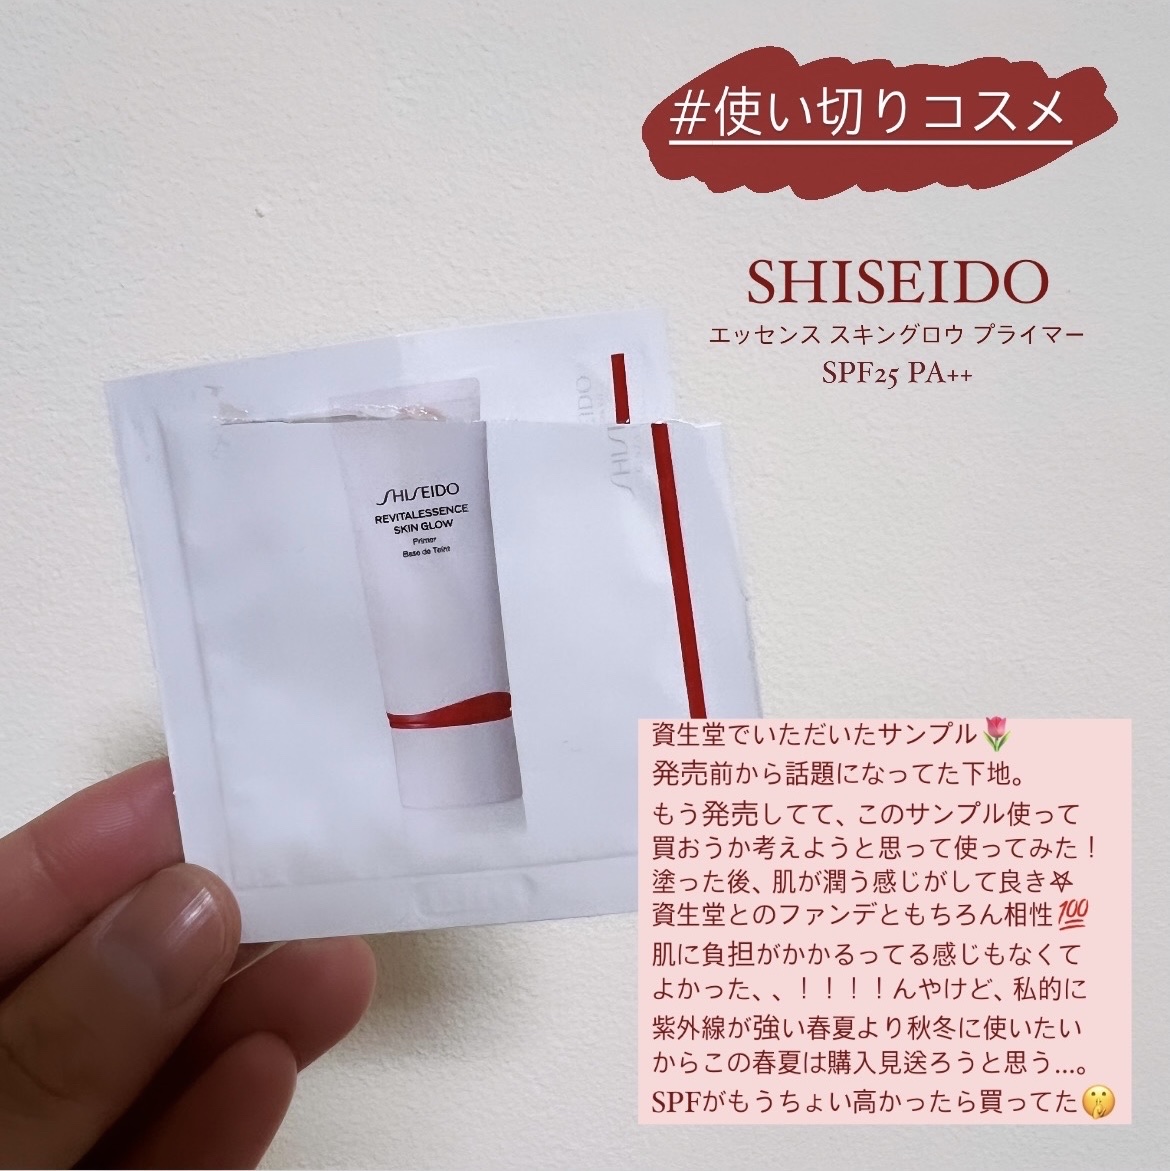 #使い切りコスメ
SHISEIDO
エッセンス スキングロウ プライマー
SPF25 PA++
SHISEIDO
REVITALESSENCE
SKIN GLOW
Primer
Base de Teint
資生堂でいただいたサンプル🌷
発売前から話題になってた下地。
もう発売してて、このサンプル使って
買おうか考えようと思って使ってみた！
塗った後、肌が潤う感じがして良き⛧
資生堂とのファンデともちろん相性💯
肌に負担がかかるってる感じもなくて
よかった、、！！！！んやけど、私的に
紫外線が強い春夏より秋冬に使いたい
からこの春夏は購入見送ろうと思う...。
SPFがもうちょい高かったら買ってた🤫